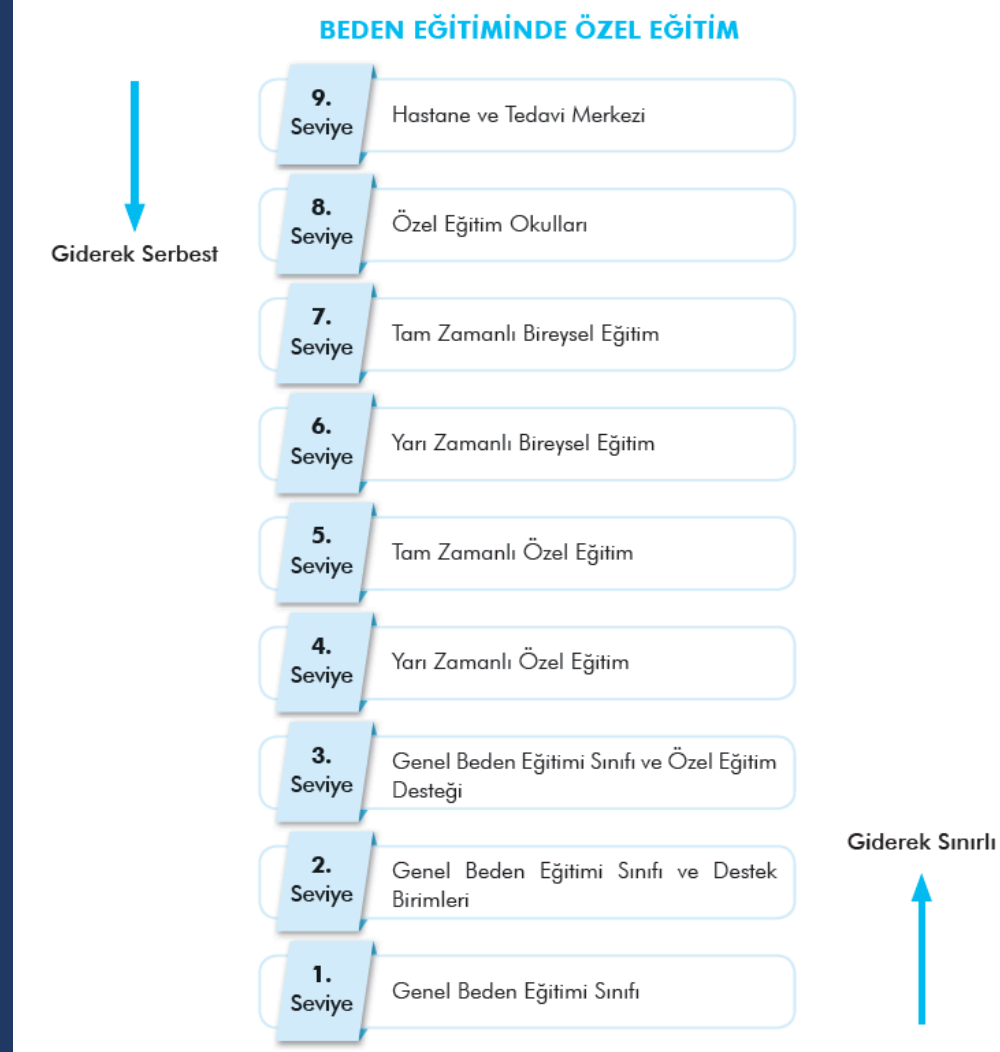 BEDEN EĞİTİMİNDE ÖZEL EĞİTİM
9.
Seviye
Hastane ve Tedavi Merkezi
8.
Seviye
Özel Eğitim Okulları
Giderek Serbest
7.
Seviye
Tam Zamanlı Bireysel Eğitim
6.
Seviye
Yarı Zamanlı Bireysel Eğitim
5.
Seviye
Tam Zamanlı Özel Eğitim
4.
Seviye
Yarı Zamanlı Özel Eğitim
3.
Seviye
Genel Beden Eğitimi Sınıfı ve Özel Eğitim
Desteği
Giderek Sınırlı
2.
Seviye
Genel Beden Eğitimi Sınıfı ve Destek
Birimleri
1.
Seviye
Genel Beden Eğitimi Sınıfı